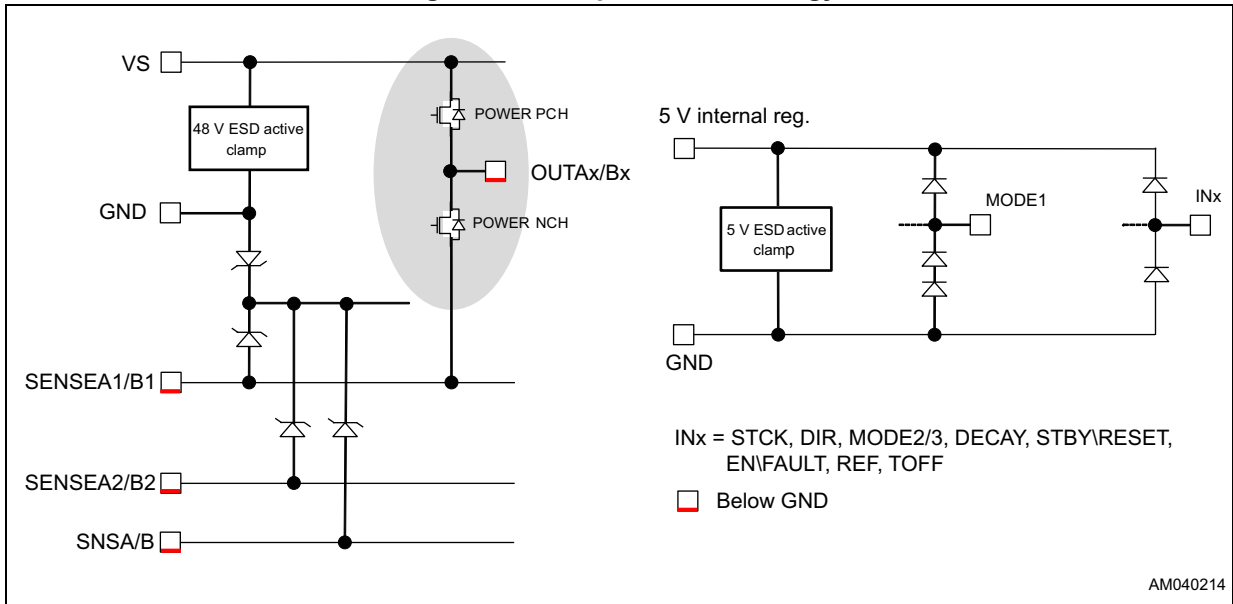 VS
48 V ESD active
clamp
POWER PCH
OUTAx/Bx
GND
POWER NCH
SENSEA1/B1
SENSEA2/B2
SNSA/B
5 V internal reg.
MODE1
INx
5 V ESD active
clamp
GND
INx = STCK, DIR, MODE2/3, DECAY, STBY\RESET,
EN\FAULT, REF, TOFF
Below GND
AM040214